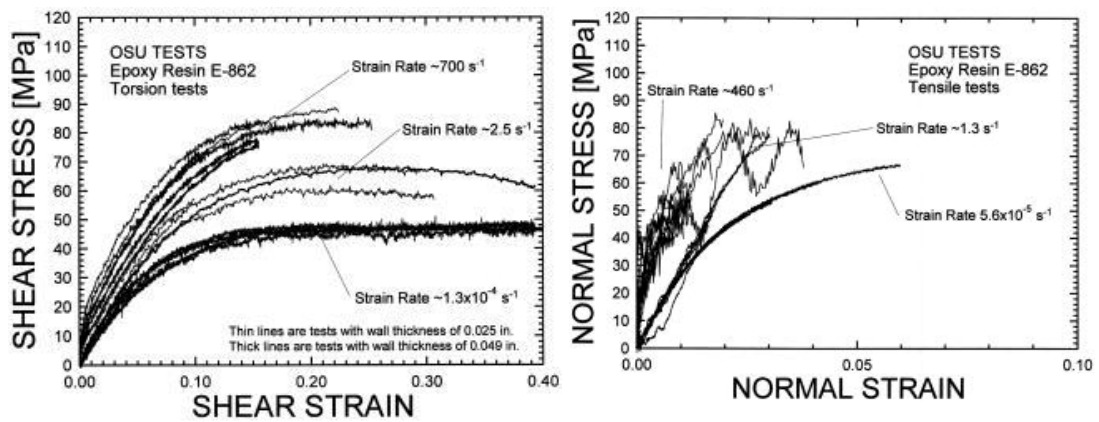 120
110
100
90
80
70
60
50
40
30
20
10
0
SHEAR STRESS [MPa]
OSU TESTS
Epoxy Resin E-862
Torsion tests
Strain Rate ~700 s⁻¹
Strain Rate ~2.5 s⁻¹
Strain Rate ~1.3x10⁻⁴ s⁻¹
Thin lines are tests with wall thickness of 0.025 in.
Thick lines are tests with wall thickness of 0.049 in.
0.00 0.10 0.20 0.30 0.40
SHEAR STRAIN
120
110
100
90
80
70
60
50
40
30
20
10
0
NORMAL STRESS [MPa]
OSU TESTS
Epoxy Resin E-862
Tensile tests
Strain Rate ~460 s⁻¹
Strain Rate ~1.3 s⁻¹
Strain Rate 5.6x10⁻⁵ s⁻¹
0.00 0.05 0.10
NORMAL STRAIN